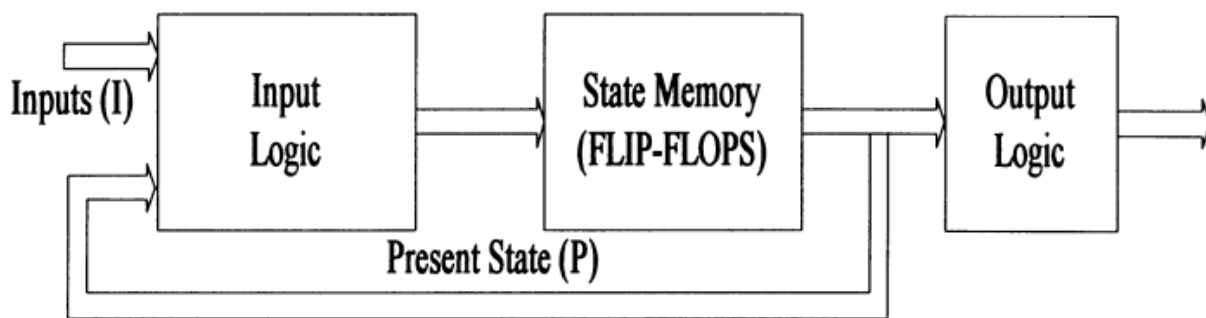 Inputs (I)
Input
Logic
State Memory
(FLIP-FLOPS)
Output
Logic
Present State (P)